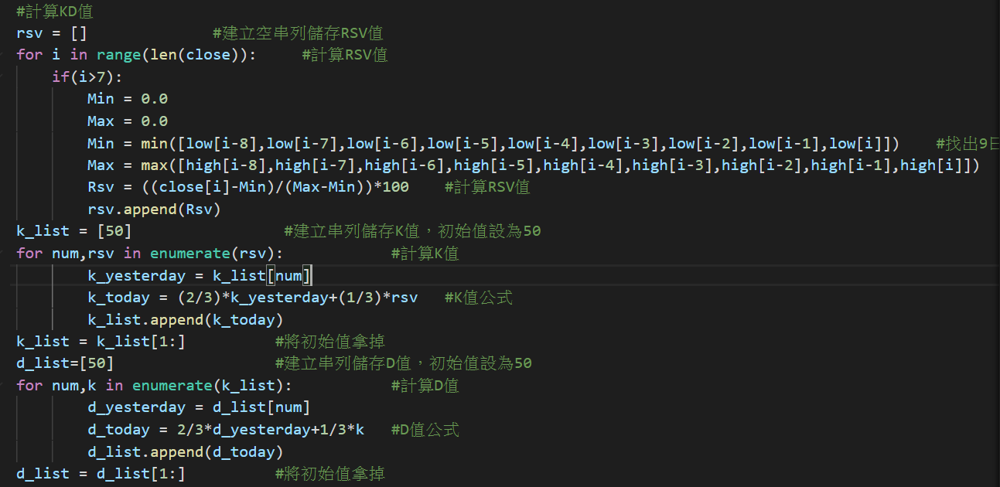 #計算KD值
rsv = []              #建立空串列儲存RSV值
for i in range(len(close)):     #計算RSV值
    if(i>7):
        Min = 0.0
        Max = 0.0
        Min = min([low[i-8],low[i-7],low[i-6],low[i-5],low[i-4],low[i-3],low[i-2],low[i-1],low[i]])    #找出9日
        Max = max([high[i-8],high[i-7],high[i-6],high[i-5],high[i-4],high[i-3],high[i-2],high[i-1],high[i]])
        Rsv = ((close[i]-Min)/(Max-Min))*100    #計算RSV值
        rsv.append(Rsv)
k_list = [50]                 #建立串列儲存K值，初始值設為50
for num,rsv in enumerate(rsv):            #計算K值
        k_yesterday = k_list[num]
        k_today = (2/3)*k_yesterday+(1/3)*rsv   #K值公式
        k_list.append(k_today)
k_list = k_list[1:]          #將初始值拿掉
d_list=[50]                  #建立串列儲存D值，初始值設為50
for num,k in enumerate(k_list):           #計算D值
        d_yesterday = d_list[num]
        d_today = 2/3*d_yesterday+1/3*k   #D值公式
        d_list.append(d_today)
d_list = d_list[1:]          #將初始值拿掉